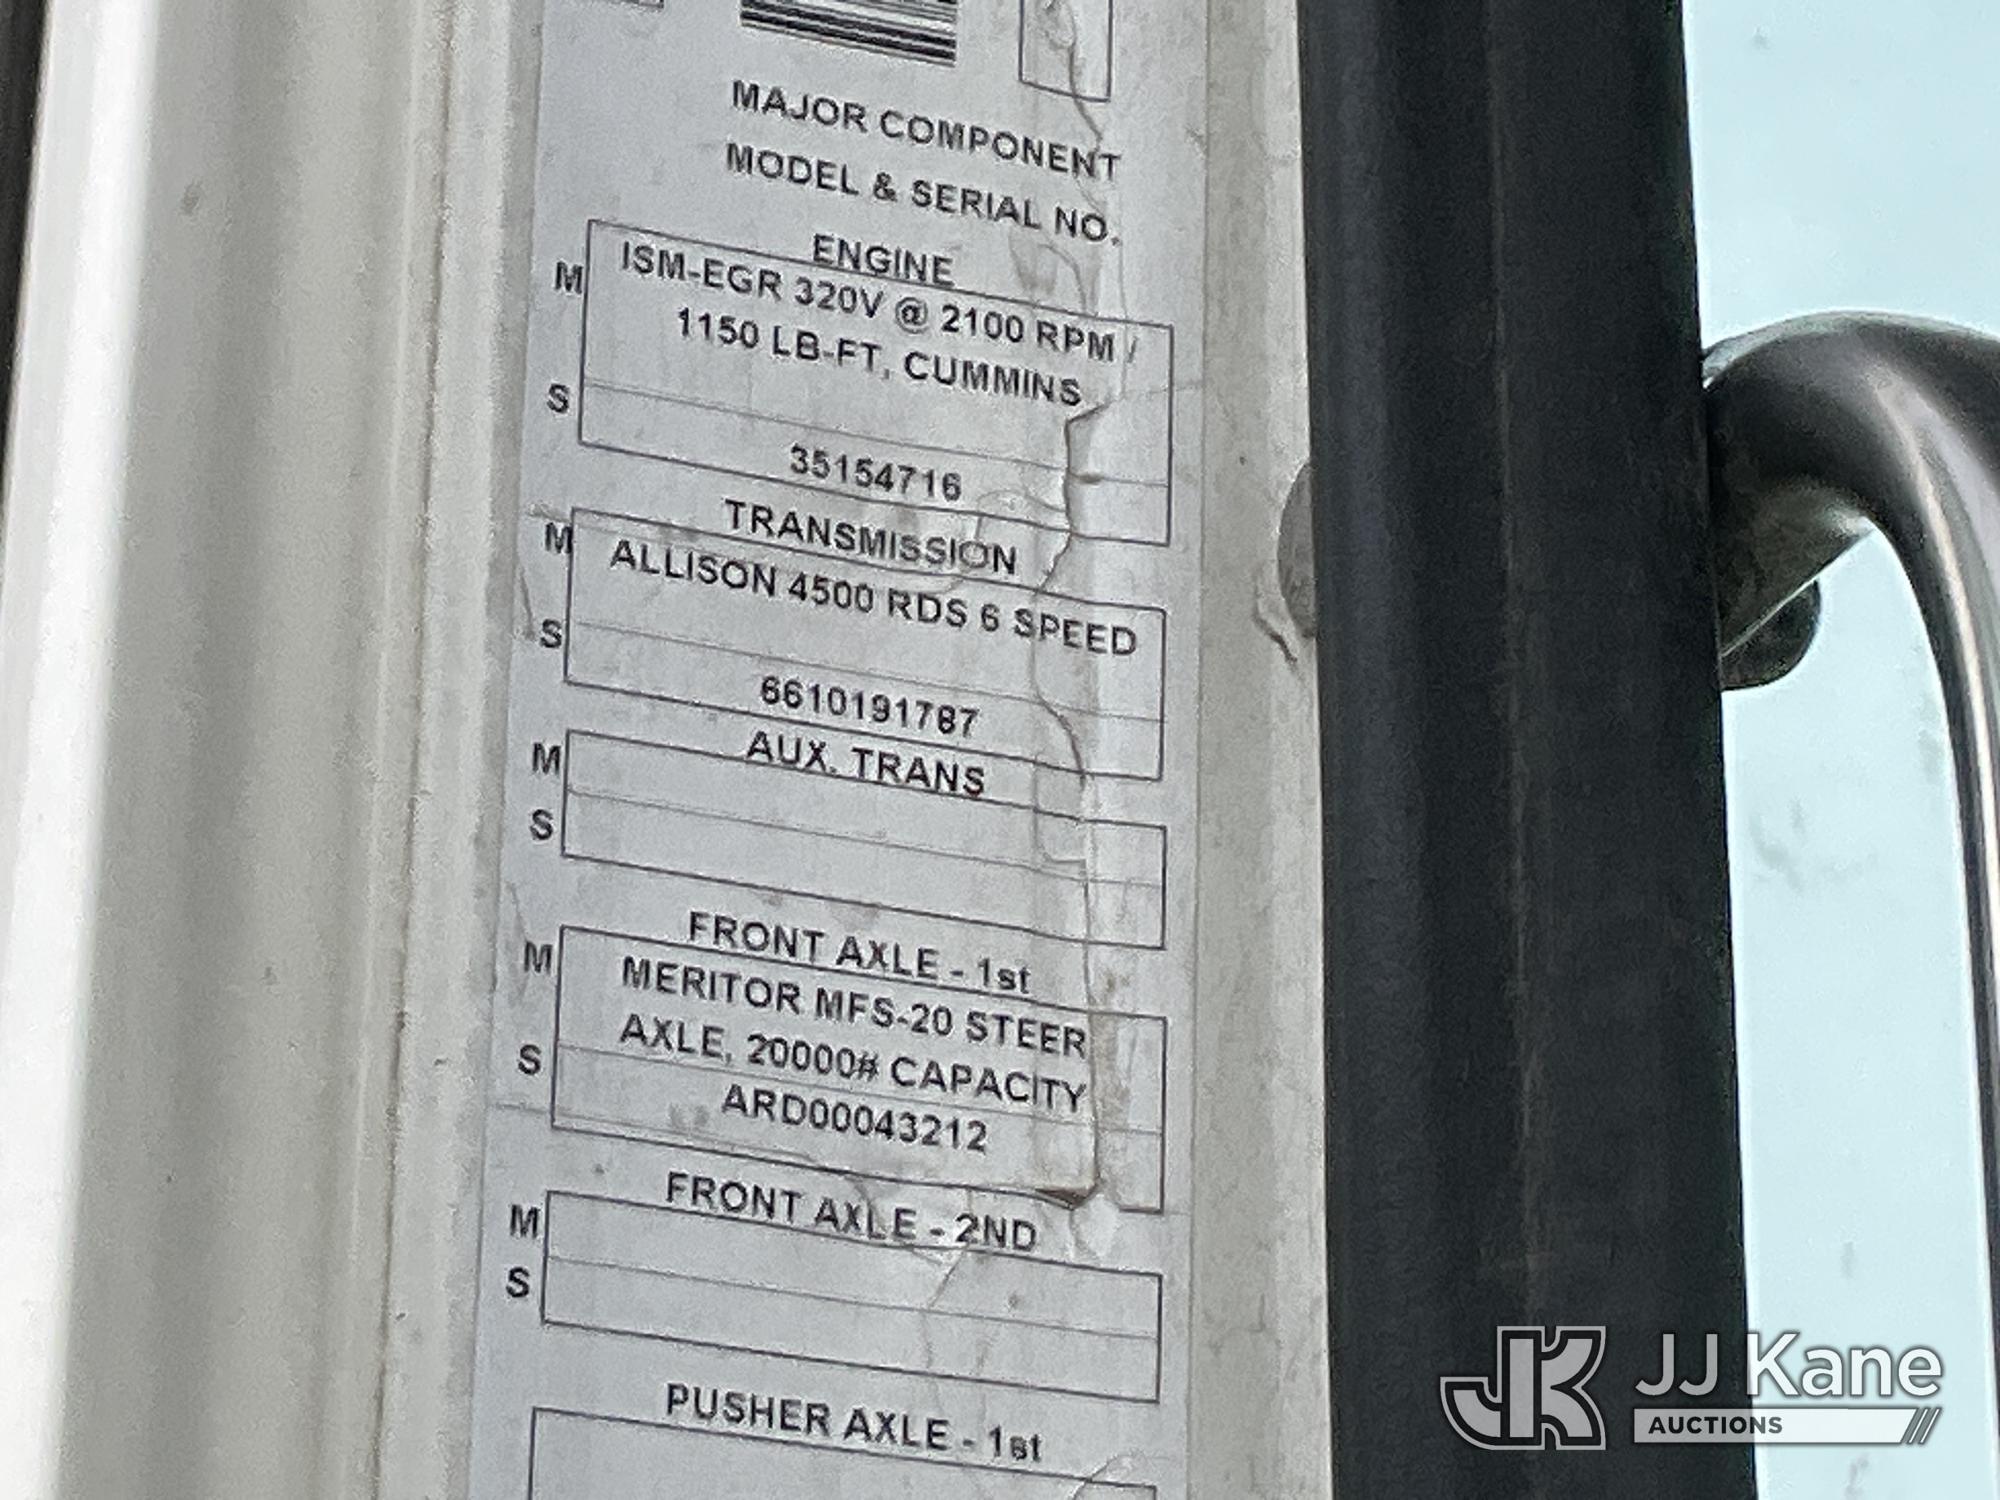 MAJOR COMPONENT
MODEL & SERIAL NO.
ENGINE
M
ISM-EGR 320V @ 2100 RPM /
1150 LB-FT, CUMMINS
S
35154716
TRANSMISSION
M
ALLISON 4500 RDS 6 SPEED
S
6610191787
AUX. TRANS
M
S
FRONT AXLE - 1st
M
MERITOR MFS-20 STEER
AXLE, 20000# CAPACITY
S
ARD00043212
FRONT AXLE - 2ND
M
S
PUSHER AXLE - 1st
JK JJ Kane
AUCTIONS